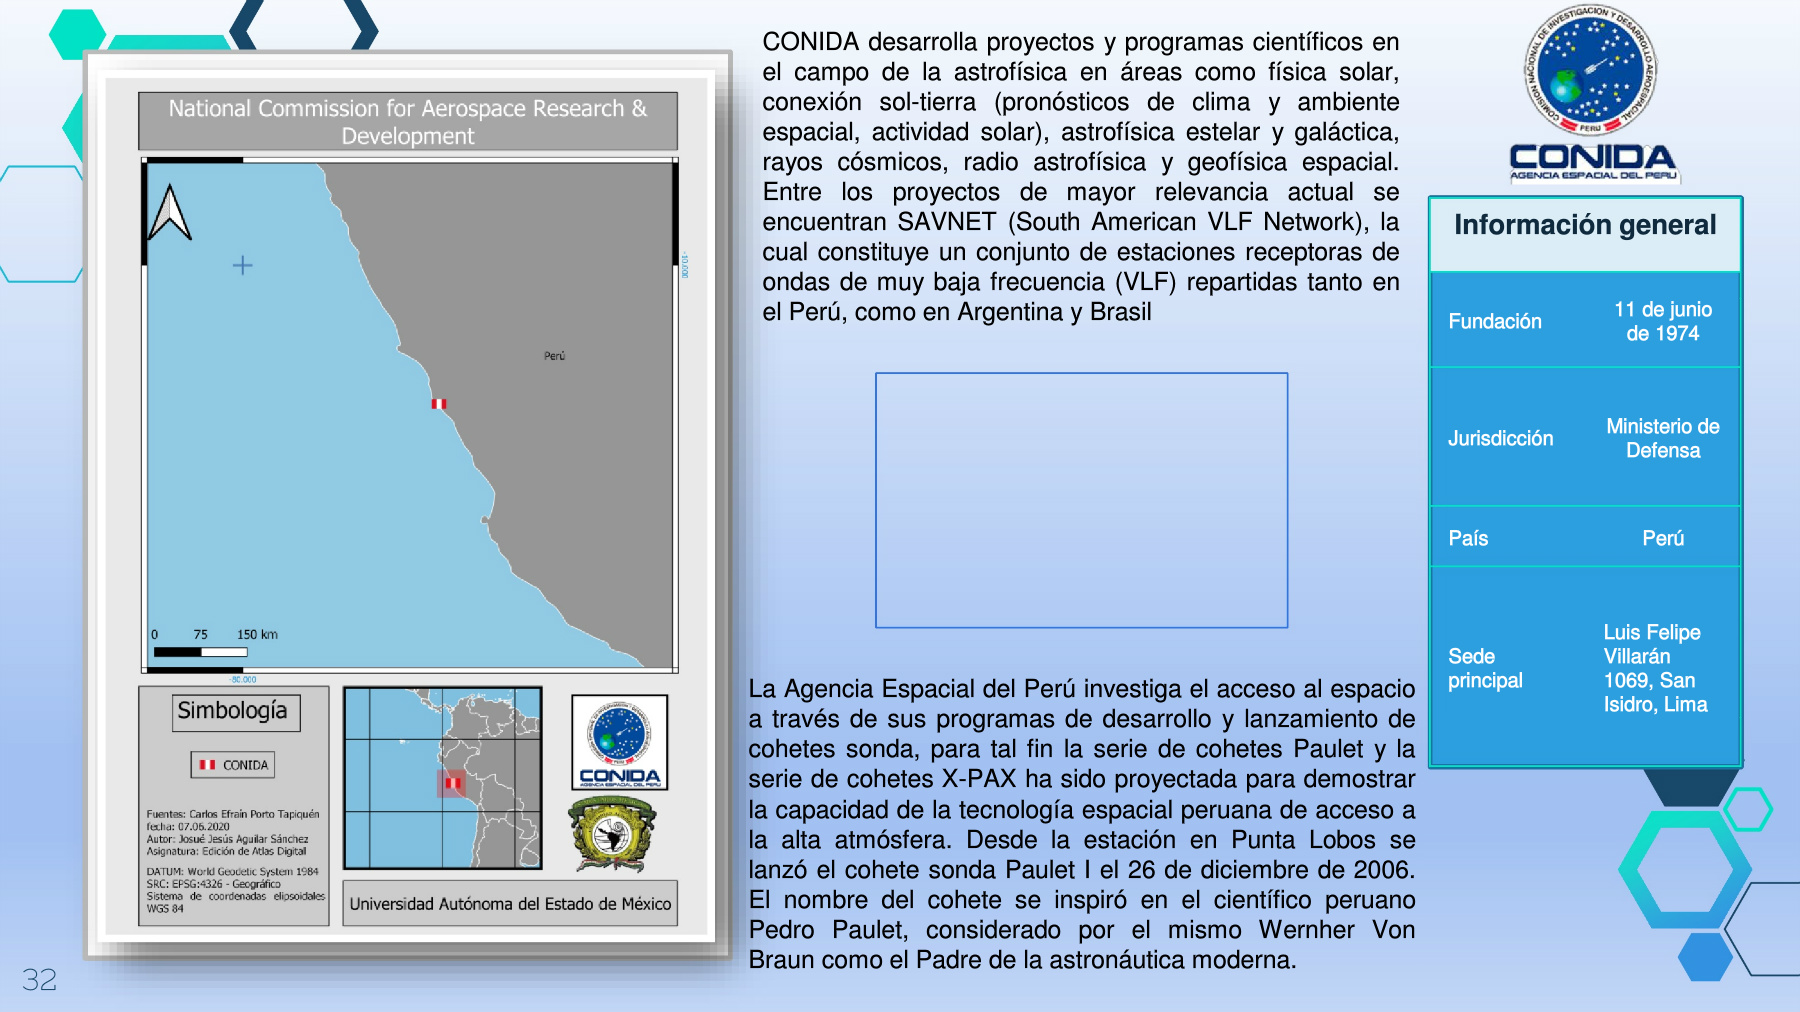 National Commission for Aerospace Research &
Development
-10.000
Perú
0 75 150 km
-80.000
Simbología
CONIDA
Fuentes: Carlos Efraín Porto Tapiquén
fecha: 07.06.2020
Autor: Josué Jesús Aguilar Sánchez
Asignatura: Edición de Atlas Digital
DATUM: World Geodetic System 1984
SRC: EPSG:4326 - Geográfico
Sistema de coordenadas elipsoidales
WGS 84
CONIDA
AGENCIA ESPACIAL DEL PERU
Universidad Autónoma del Estado de México
32
CONIDA desarrolla proyectos y programas científicos en
el campo de la astrofísica en áreas como física solar,
conexión sol-tierra (pronósticos de clima y ambiente
espacial, actividad solar), astrofísica estelar y galáctica,
rayos cósmicos, radio astrofísica y geofísica espacial.
Entre los proyectos de mayor relevancia actual se
encuentran SAVNET (South American VLF Network), la
cual constituye un conjunto de estaciones receptoras de
ondas de muy baja frecuencia (VLF) repartidas tanto en
el Perú, como en Argentina y Brasil
La Agencia Espacial del Perú investiga el acceso al espacio
a través de sus programas de desarrollo y lanzamiento de
cohetes sonda, para tal fin la serie de cohetes Paulet y la
serie de cohetes X-PAX ha sido proyectada para demostrar
la capacidad de la tecnología espacial peruana de acceso a
la alta atmósfera. Desde la estación en Punta Lobos se
lanzó el cohete sonda Paulet I el 26 de diciembre de 2006.
El nombre del cohete se inspiró en el científico peruano
Pedro Paulet, considerado por el mismo Wernher Von
Braun como el Padre de la astronáutica moderna.
COMISION NACIONAL DE INVESTIGACION Y DESARROLLO AEROESPACIAL
PERU
CONIDA
AGENCIA ESPACIAL DEL PERU
Información general
Fundación
11 de junio
de 1974
Jurisdicción
Ministerio de
Defensa
País
Perú
Sede
principal
Luis Felipe
Villarán
1069, San
Isidro, Lima